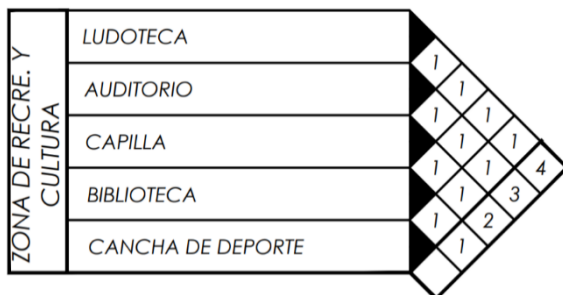 ZONA DE RECRE. Y
CULTURA
LUDOTECA
AUDITORIO
CAPILLA
BIBLIOTECA
CANCHA DE DEPORTE
1
1
1 1
1 1 4
1 1 3
1 2
1